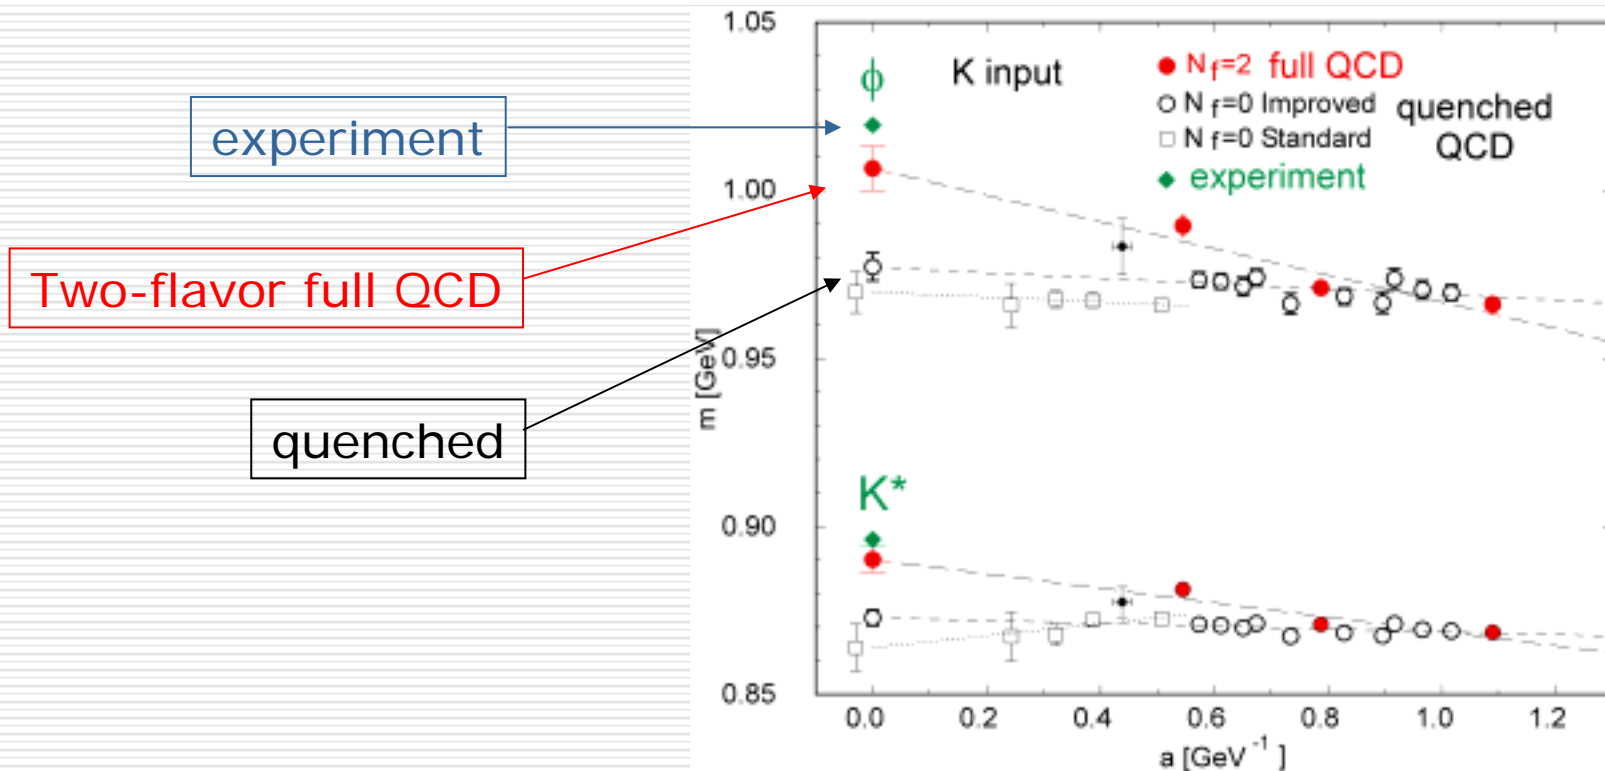 experiment
Two-flavor full QCD
quenched
1.05
1.00
0.95
0.90
0.85
m [GeV]
ϕ
K input
N f=2 full QCD
N f=0 Improved
N f=0 Standard
quenched
QCD
experiment
K*
0.0 0.2 0.4 0.6 0.8 1.0 1.2
a [GeV -1 ]